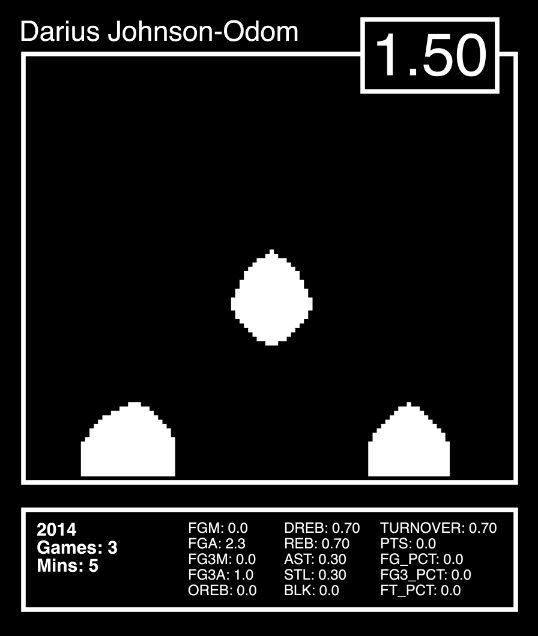 Darius Johnson-Odom
1.50
2014
Games: 3
Mins: 5
FGM: 0.0
FGA: 2.3
FG3M: 0.0
FG3A: 1.0
OREB: 0.0
DREB: 0.70
REB: 0.70
AST: 0.30
STL: 0.30
BLK: 0.0
TURNOVER: 0.70
PTS: 0.0
FG_PCT: 0.0
FG3_PCT: 0.0
FT_PCT: 0.0